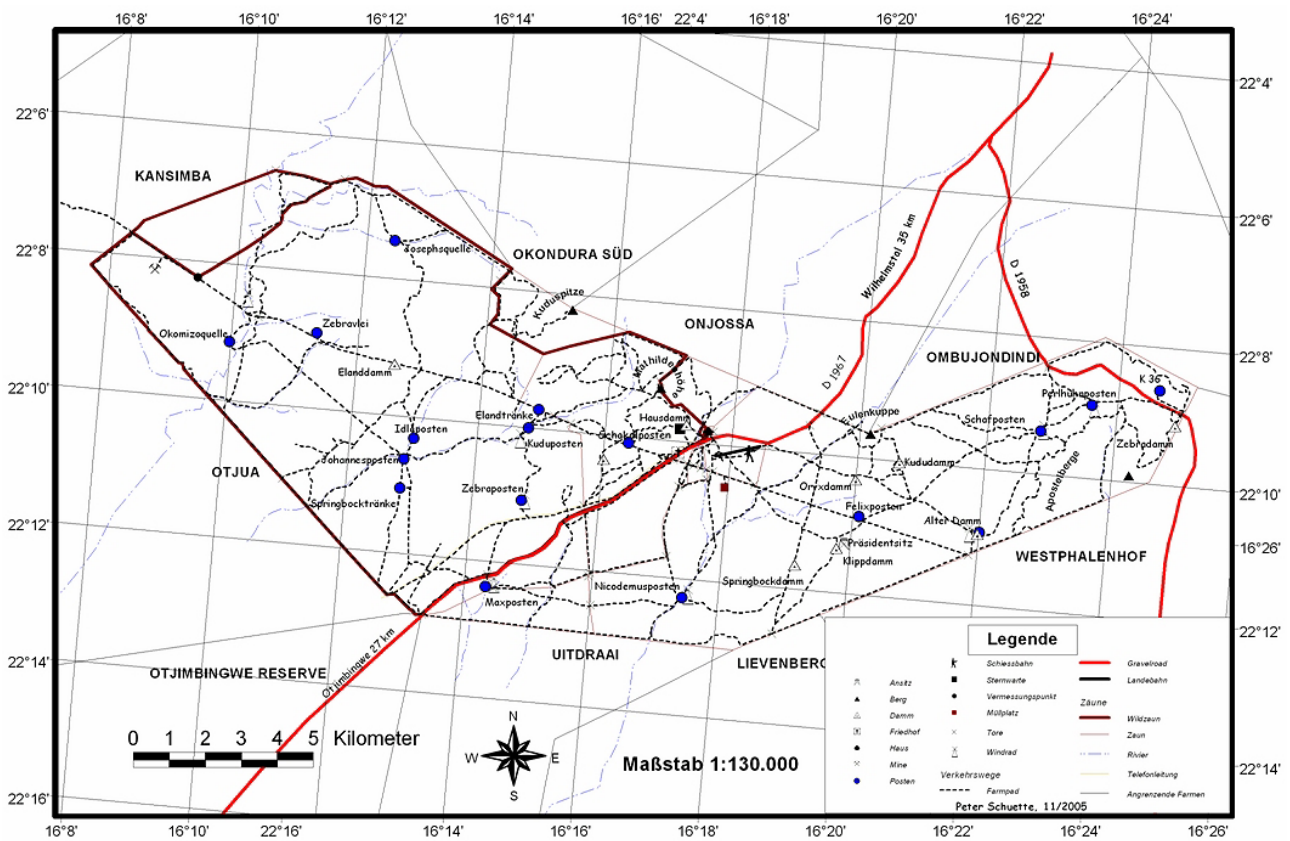 16°8' 16°10' 16°12' 16°14' 16°16' 22°4' 16°18' 16°20' 16°22' 16°24'
22°4'
22°6'
KANSIMBA
22°6'
22°8'
Josephsquelle
OKONDURA SÜD
Wilhelmstal 35 km
D 1958
Kuduspitze
ONJOSSA
Okomizoquelle
Zebravlei
22°8'
OMBUJONDINDI
Elanddamm
Mathildenhöhe
D 1967
22°10'
K 36
Perlhuhnposten
Elandtränke
Hausdamm
Eulenkuppe
Schafposten
Idlaposten
Kuduposten
Schakalposten
Zebradamm
Johannesposten
Kududamm
OTJUA
Apostelberge
Zebraposten
Oryxdamm
22°10'
Springbocktränke
Felixposten
Alter Damm
22°12'
Präsidentsitz
16°26'
WESTPHALENHOF
Klippdamm
Springbockdamm
Nicodemusposten
Maxposten
22°12'
22°14'
UITDRAAI
LIEVENBERG
OTJIMBINGWE RESERVE
Otjimbingwe 27 km
Legende
Ansitz
Berg
Damm
Friedhof
Haus
Mine
Posten
Schiessbahn
Sternwarte
Vermessungspunkt
Müllplatz
Tore
Windrad
Verkehrswege
Farmpad
Gravelroad
Landebahn
Zäune
Wildzaun
Zaun
Rivier
Telefonleitung
Angrenzende Farmen
Peter Schuette, 11/2005
0 1 2 3 4 5 Kilometer
N
W E
S
Maßstab 1:130.000
22°14'
22°16'
16°8' 16°10' 22°16' 16°14' 16°16' 16°18' 16°20' 16°22' 16°24' 16°26'